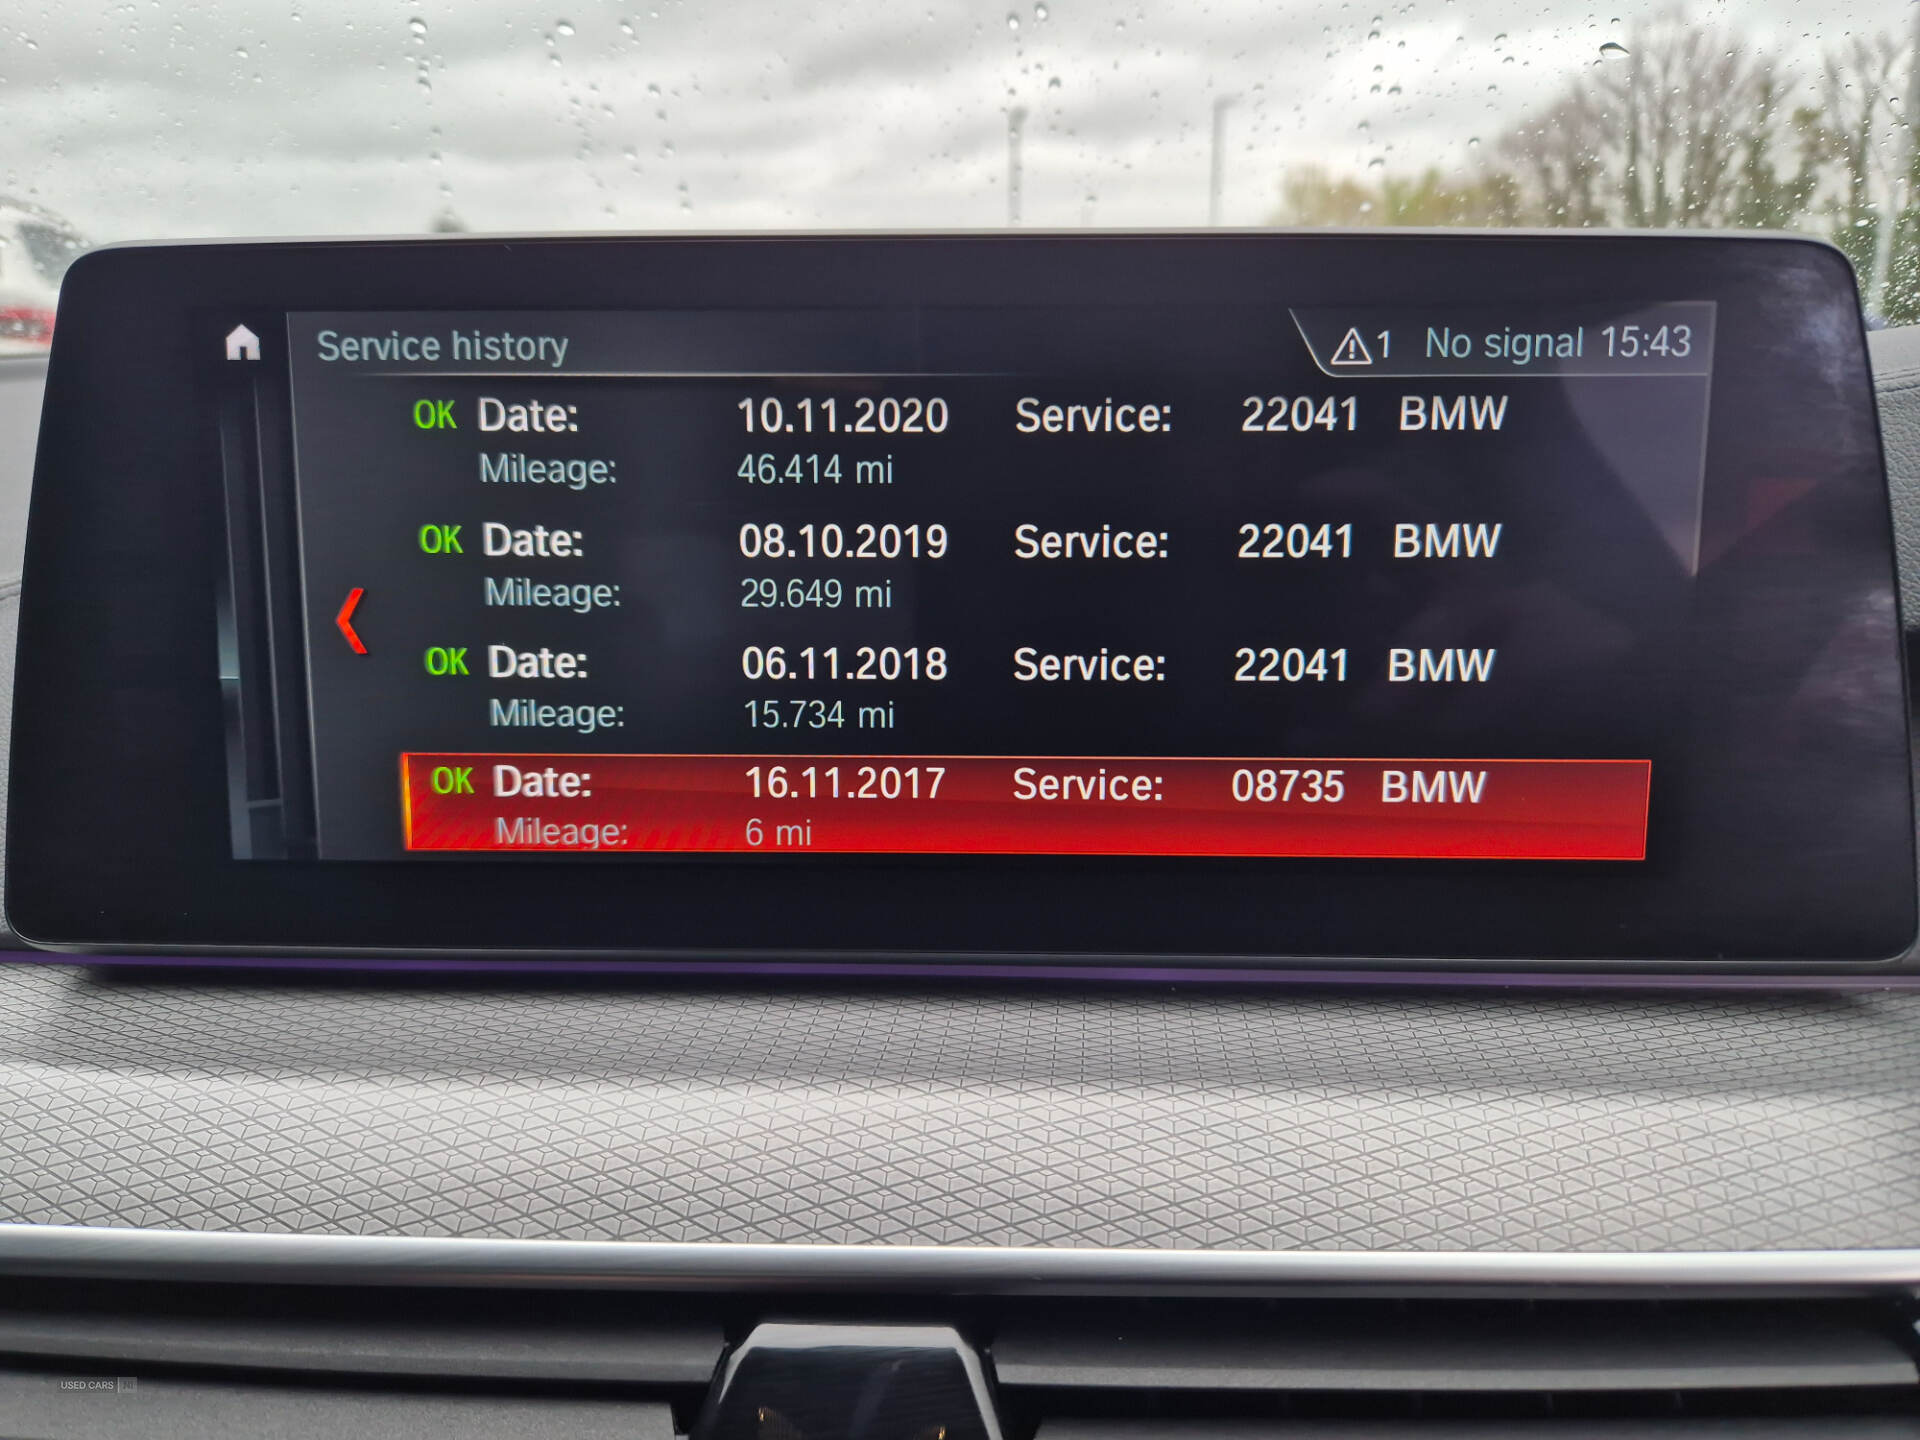 Service history
1 No signal 15:43
OK Date: 10.11.2020 Service: 22041 BMW
Mileage: 46.414 mi
OK Date: 08.10.2019 Service: 22041 BMW
Mileage: 29.649 mi
OK Date: 06.11.2018 Service: 22041 BMW
Mileage: 15.734 mi
OK Date: 16.11.2017 Service: 08735 BMW
Mileage: 6 mi
USED CARS NI